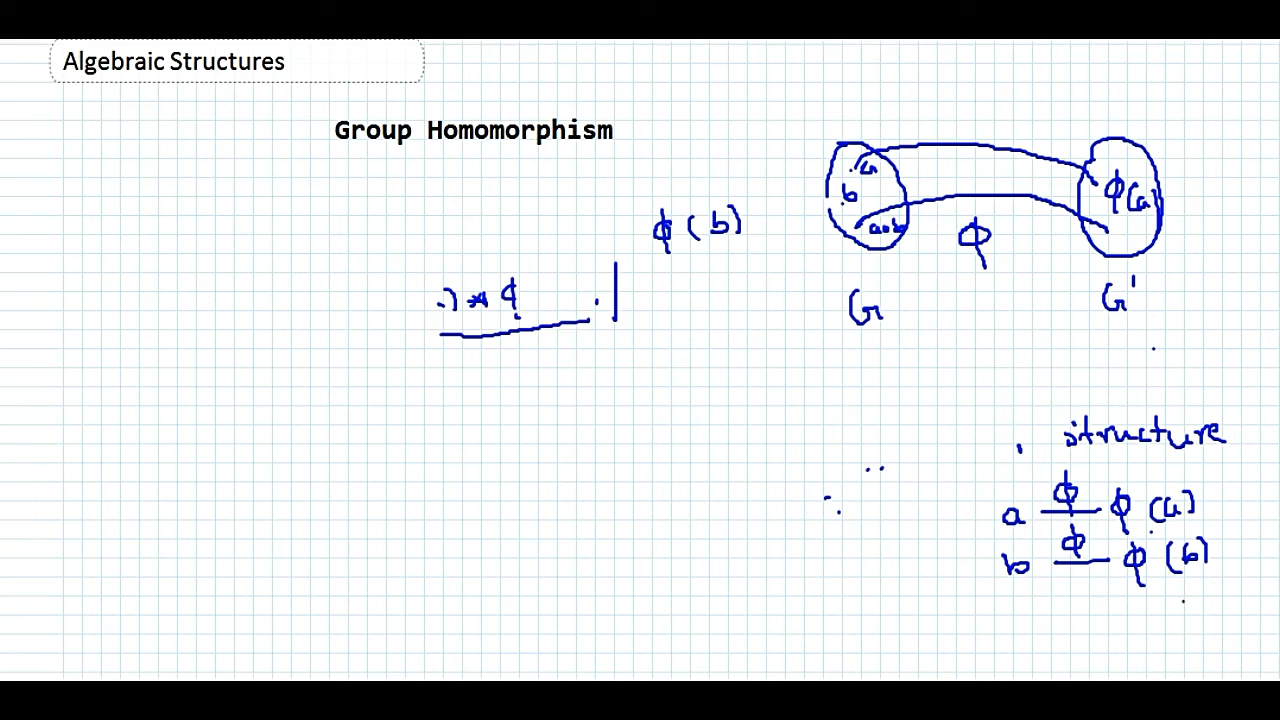 Algebraic Structures
Group Homomorphism
a
b
a*b
ϕ
ϕ(a)
G
G'
ϕ(b)
) * ϕ
structure
a ϕ ϕ(a)
b ϕ ϕ(b)